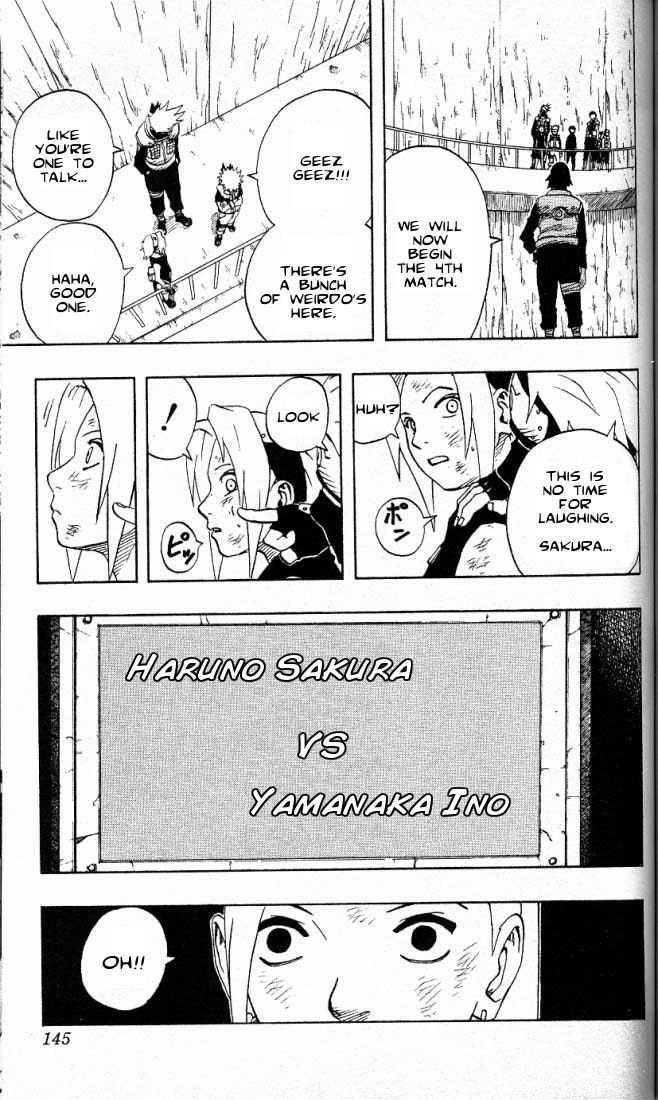 WE WILL
NOW
BEGIN
THE 4TH
MATCH.
GEEZ
GEEZ!!!
THERE'S
A BUNCH
OF WEIRDO'S
HERE.
LIKE
YOU'RE
ONE TO
TALK...
HAHA,
GOOD
ONE.
THIS IS
NO TIME
FOR
LAUGHING.
SAKURA...
HUH?
ポン
LOOK
!
ピッ
HARUNO SAKURA
VS
YAMANAKA INO
OH!!
145